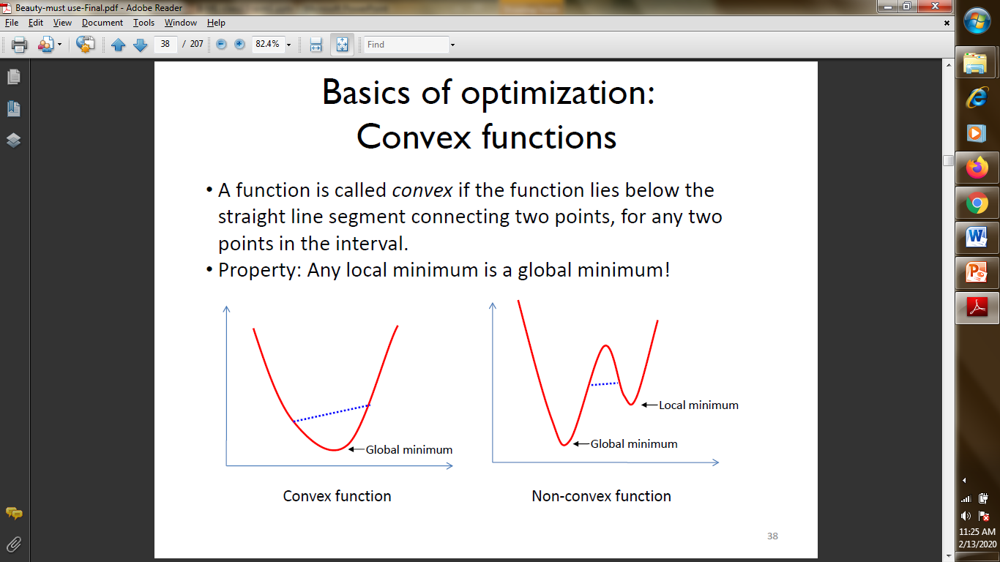 Beauty-must use-Final.pdf - Adobe Reader
File Edit View Document Tools Window Help
38 / 207 82.4% Find
Basics of optimization:
Convex functions
• A function is called convex if the function lies below the
straight line segment connecting two points, for any two
points in the interval.
• Property: Any local minimum is a global minimum!
Global minimum
Convex function
Local minimum
Global minimum
Non-convex function
38
11:25 AM
2/13/2020